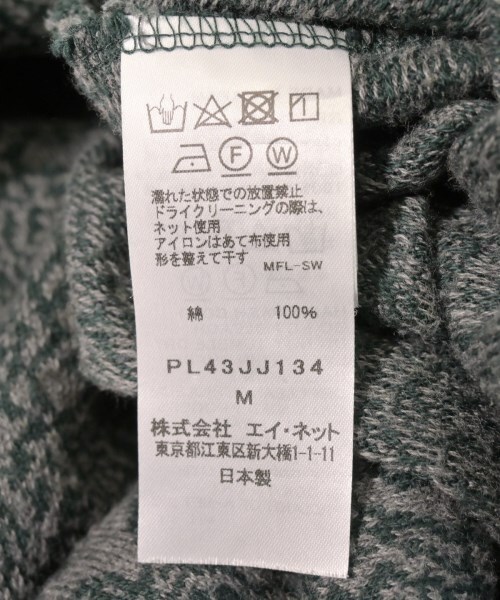 F W
濡れた状態での放置禁止
ドライクリーニングの際は、
ネット使用
アイロンはあて布使用
形を整えて干す MFL-SW
綿 100%
PL43JJ134
M
株式会社 エイ・ネット
東京都江東区新大橋1-1-11
日本製